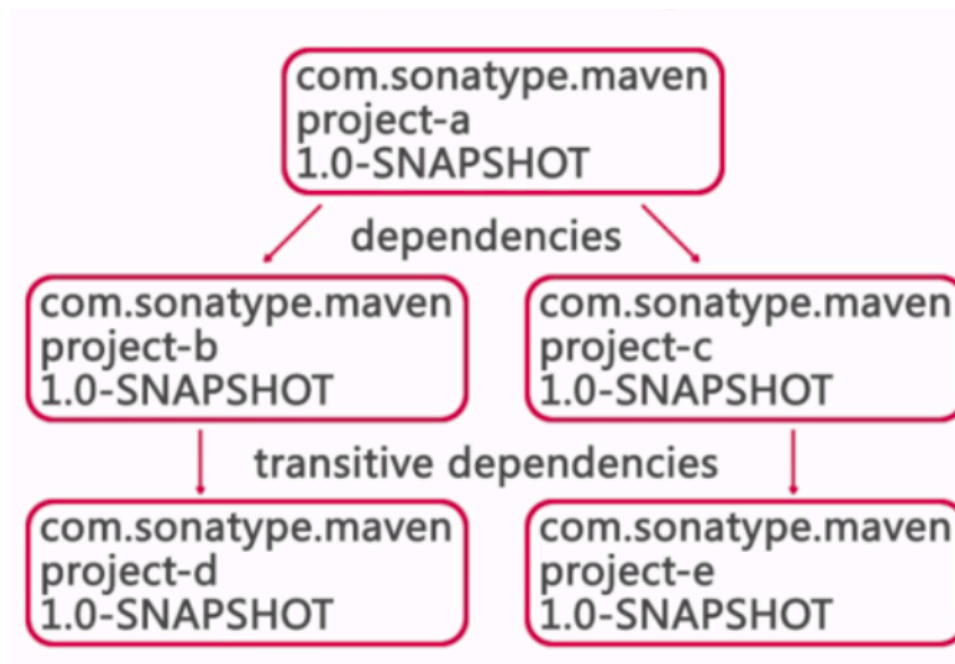 com.sonatype.maven
project-a
1.0-SNAPSHOT
dependencies
com.sonatype.maven
project-b
1.0-SNAPSHOT
com.sonatype.maven
project-c
1.0-SNAPSHOT
transitive dependencies
com.sonatype.maven
project-d
1.0-SNAPSHOT
com.sonatype.maven
project-e
1.0-SNAPSHOT